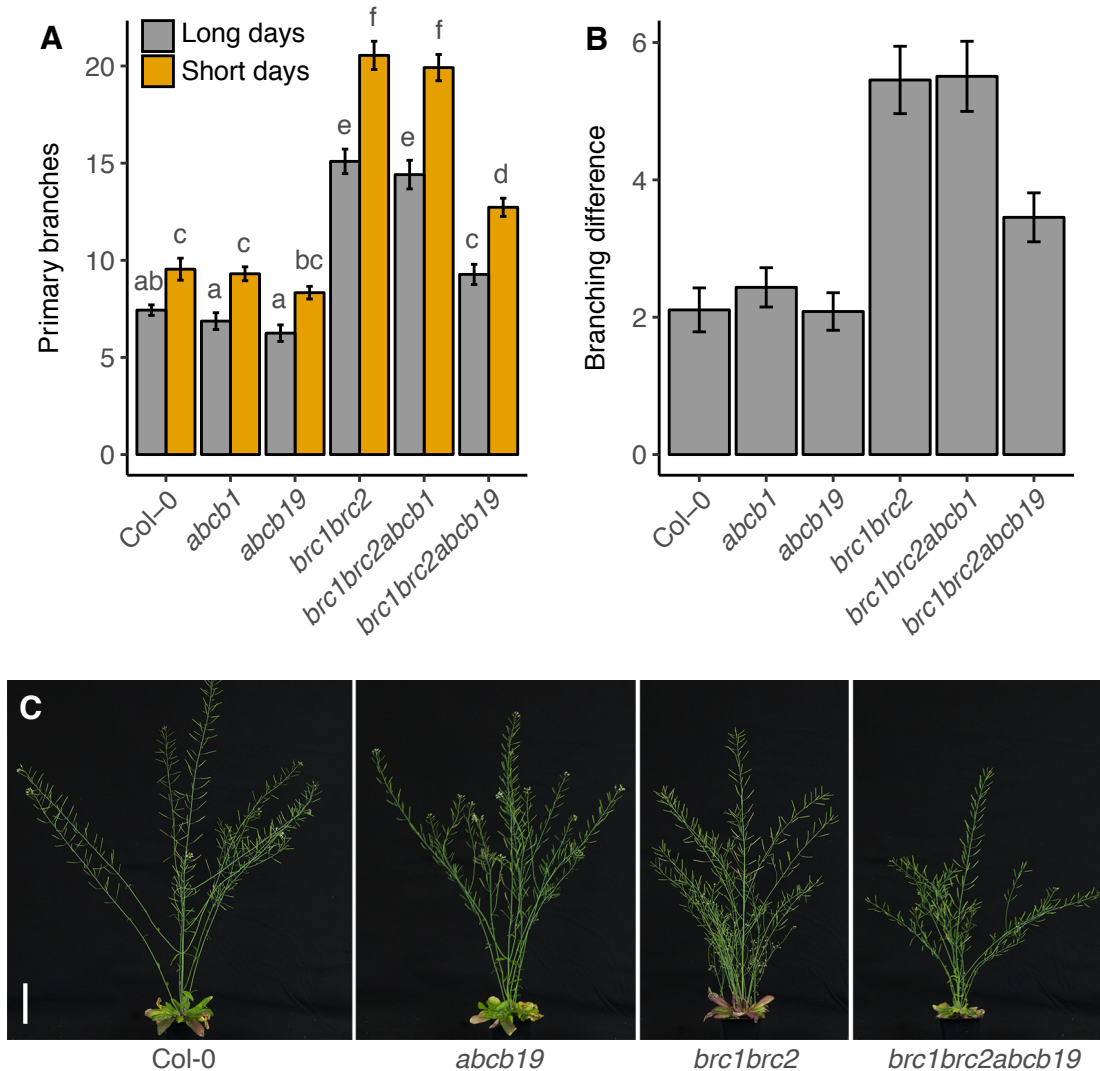 A
Long days
Short days
Primary branches
20
15
10
5
0
ab
c
a
c
a
bc
e
f
e
f
c
d
Col–0
abcb1
abcb19
brc1brc2
brc1brc2abcb1
brc1brc2abcb19
B
Branching difference
6
4
2
0
Col–0
abcb1
abcb19
brc1brc2
brc1brc2abcb1
brc1brc2abcb19
C
Col-0
abcb19
brc1brc2
brc1brc2abcb19